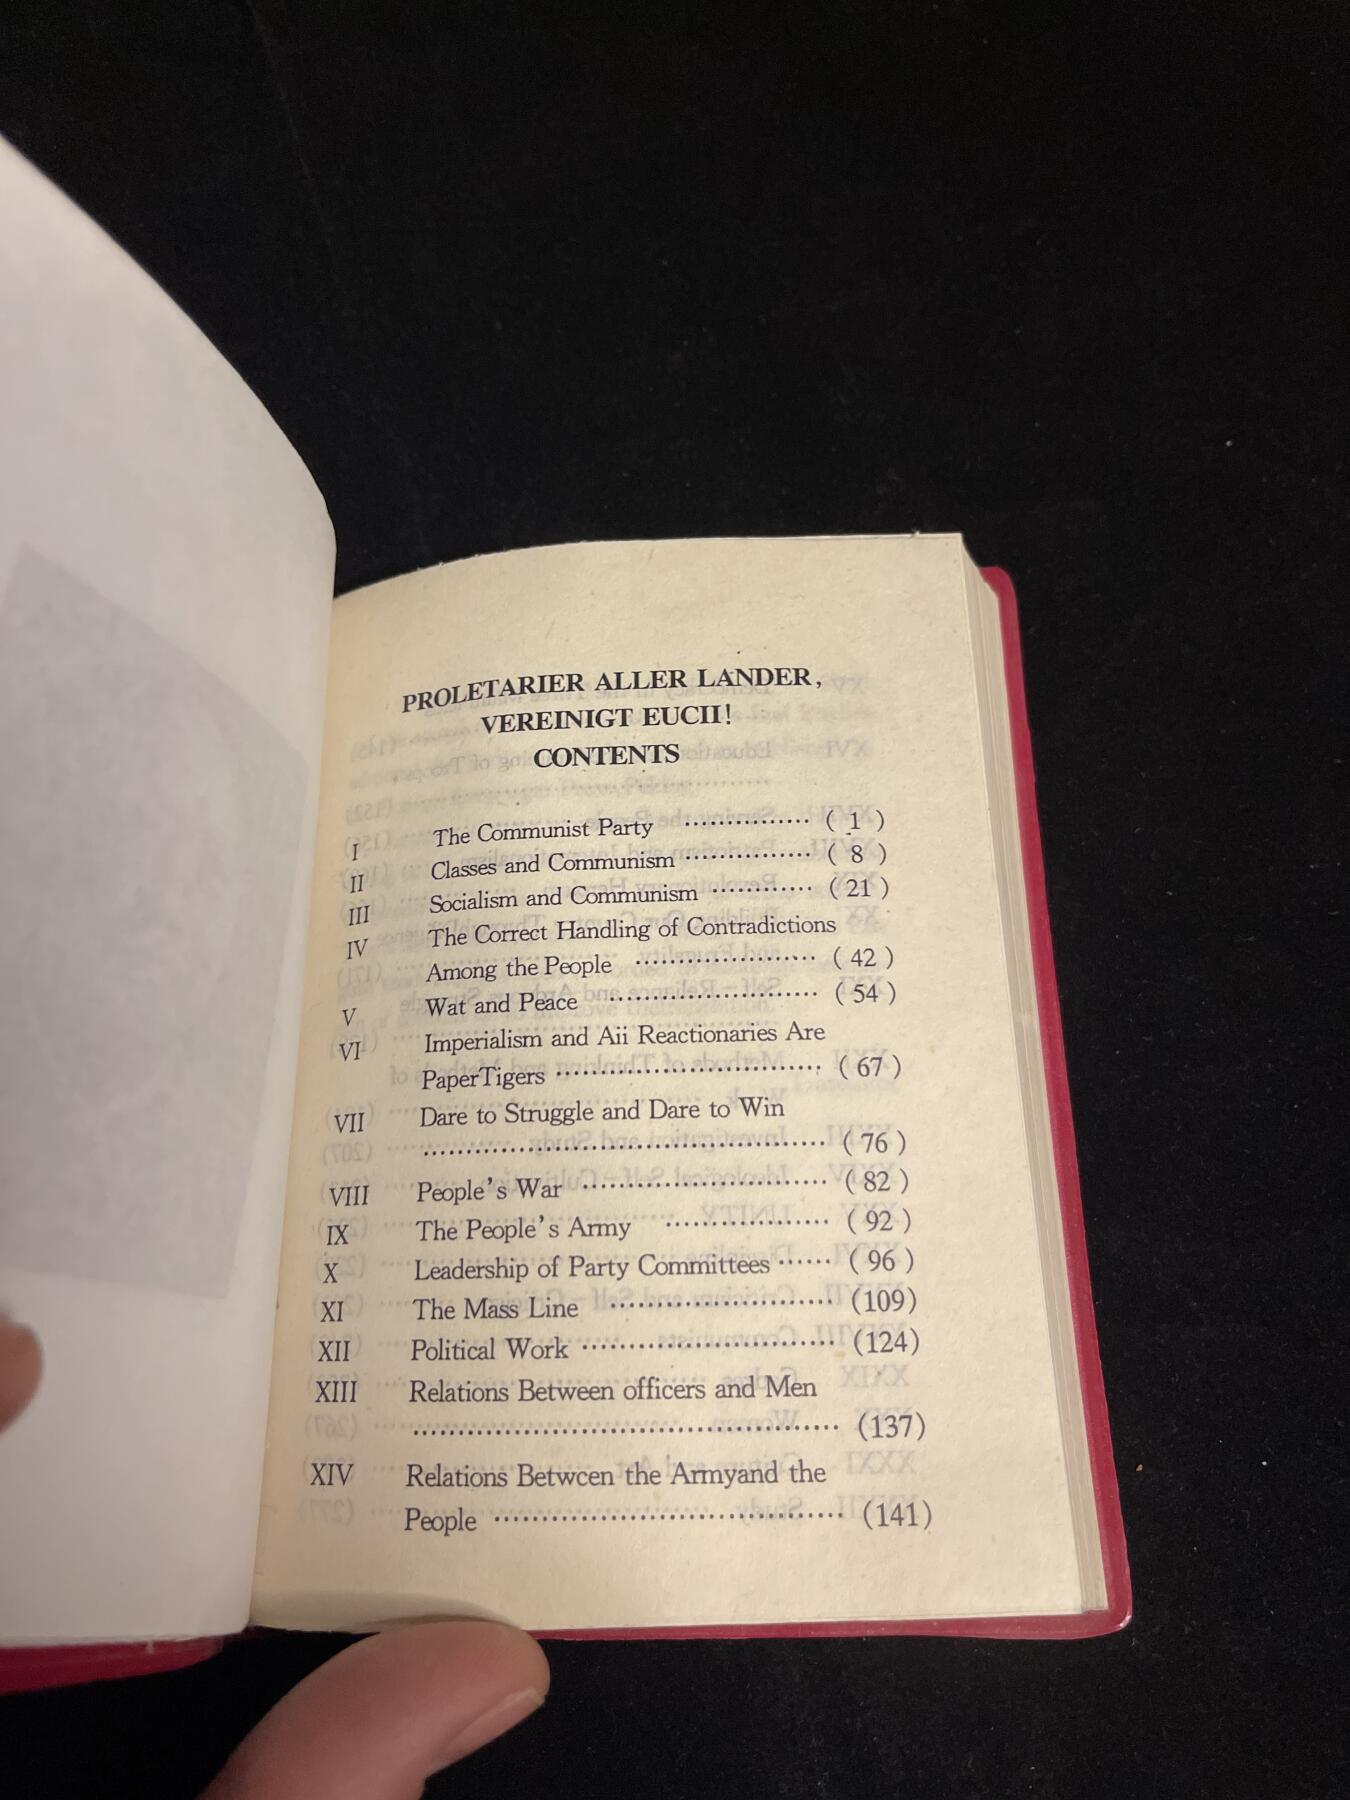 PROLETARIER ALLER LANDER,
VEREINIGT EUCII!
CONTENTS
I The Communist Party ··············· ( 1 )
II Classes and Communism ··············· ( 8 )
III Socialism and Communism ············ ( 21 )
IV The Correct Handling of Contradictions
Among the People ····················· ( 42 )
V Wat and Peace ························ ( 54 )
VI Imperialism and Aii Reactionaries Are
PaperTigers ······························ ( 67 )
VII Dare to Struggle and Dare to Win
·············································· ( 76 )
VIII People's War ···························· ( 82 )
IX The People's Army ··················· ( 92 )
X Leadership of Party Committees ······ ( 96 )
XI The Mass Line ························· (109)
XII Political Work ···························· (124)
XIII Relations Between officers and Men
················································ (137)
XIV Relations Betwcen the Armyand the
People ······································· (141)